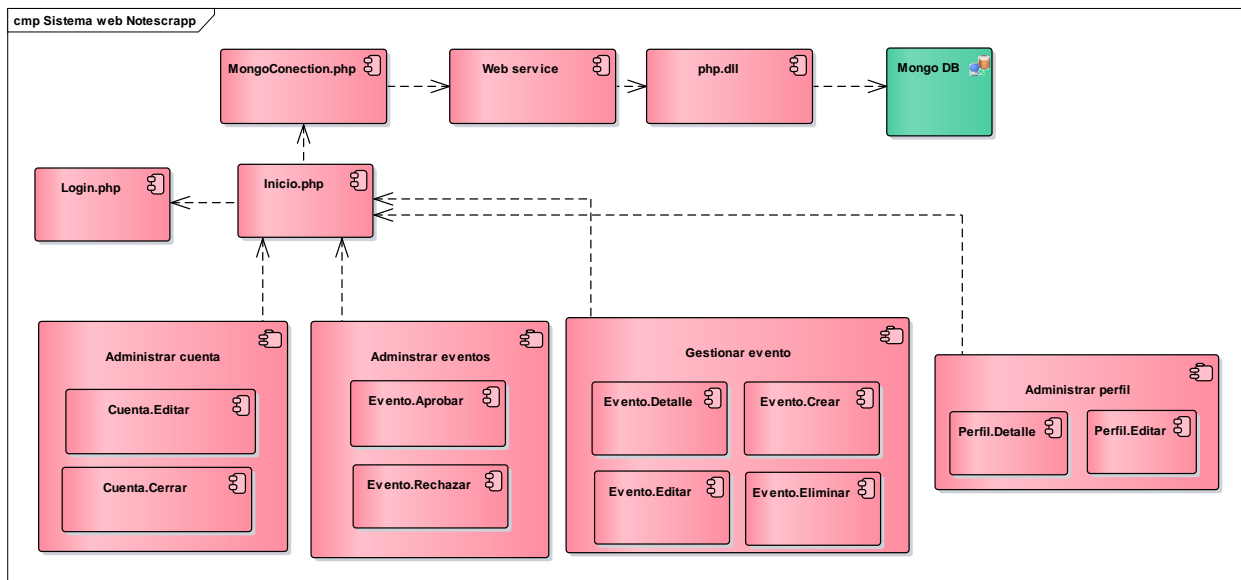 cmp Sistema web Notescrapp
MongoConection.php
Web service
php.dll
Mongo DB
Login.php
Inicio.php
Administrar cuenta
Cuenta.Editar
Cuenta.Cerrar
Adminstrar eventos
Evento.Aprobar
Evento.Rechazar
Gestionar evento
Evento.Detalle
Evento.Crear
Evento.Editar
Evento.Eliminar
Administrar perfil
Perfil.Detalle
Perfil.Editar